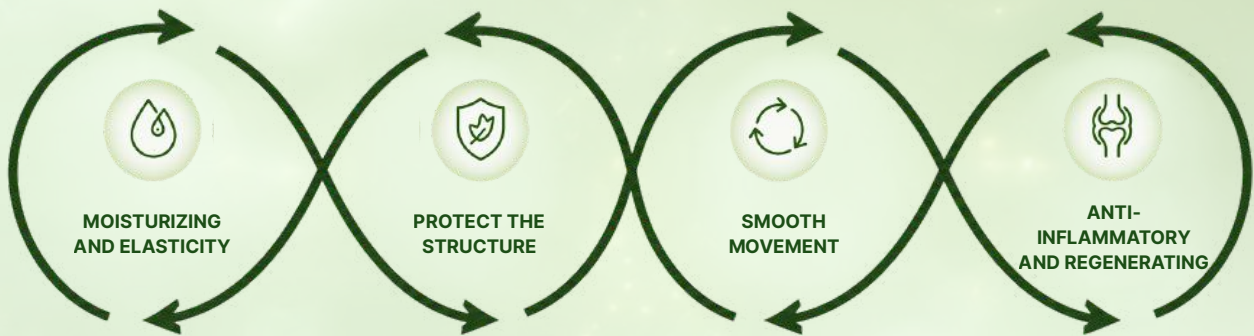 MOISTURIZING
AND ELASTICITY
PROTECT THE
STRUCTURE
SMOOTH
MOVEMENT
ANTI-
INFLAMMATORY
AND REGENERATING